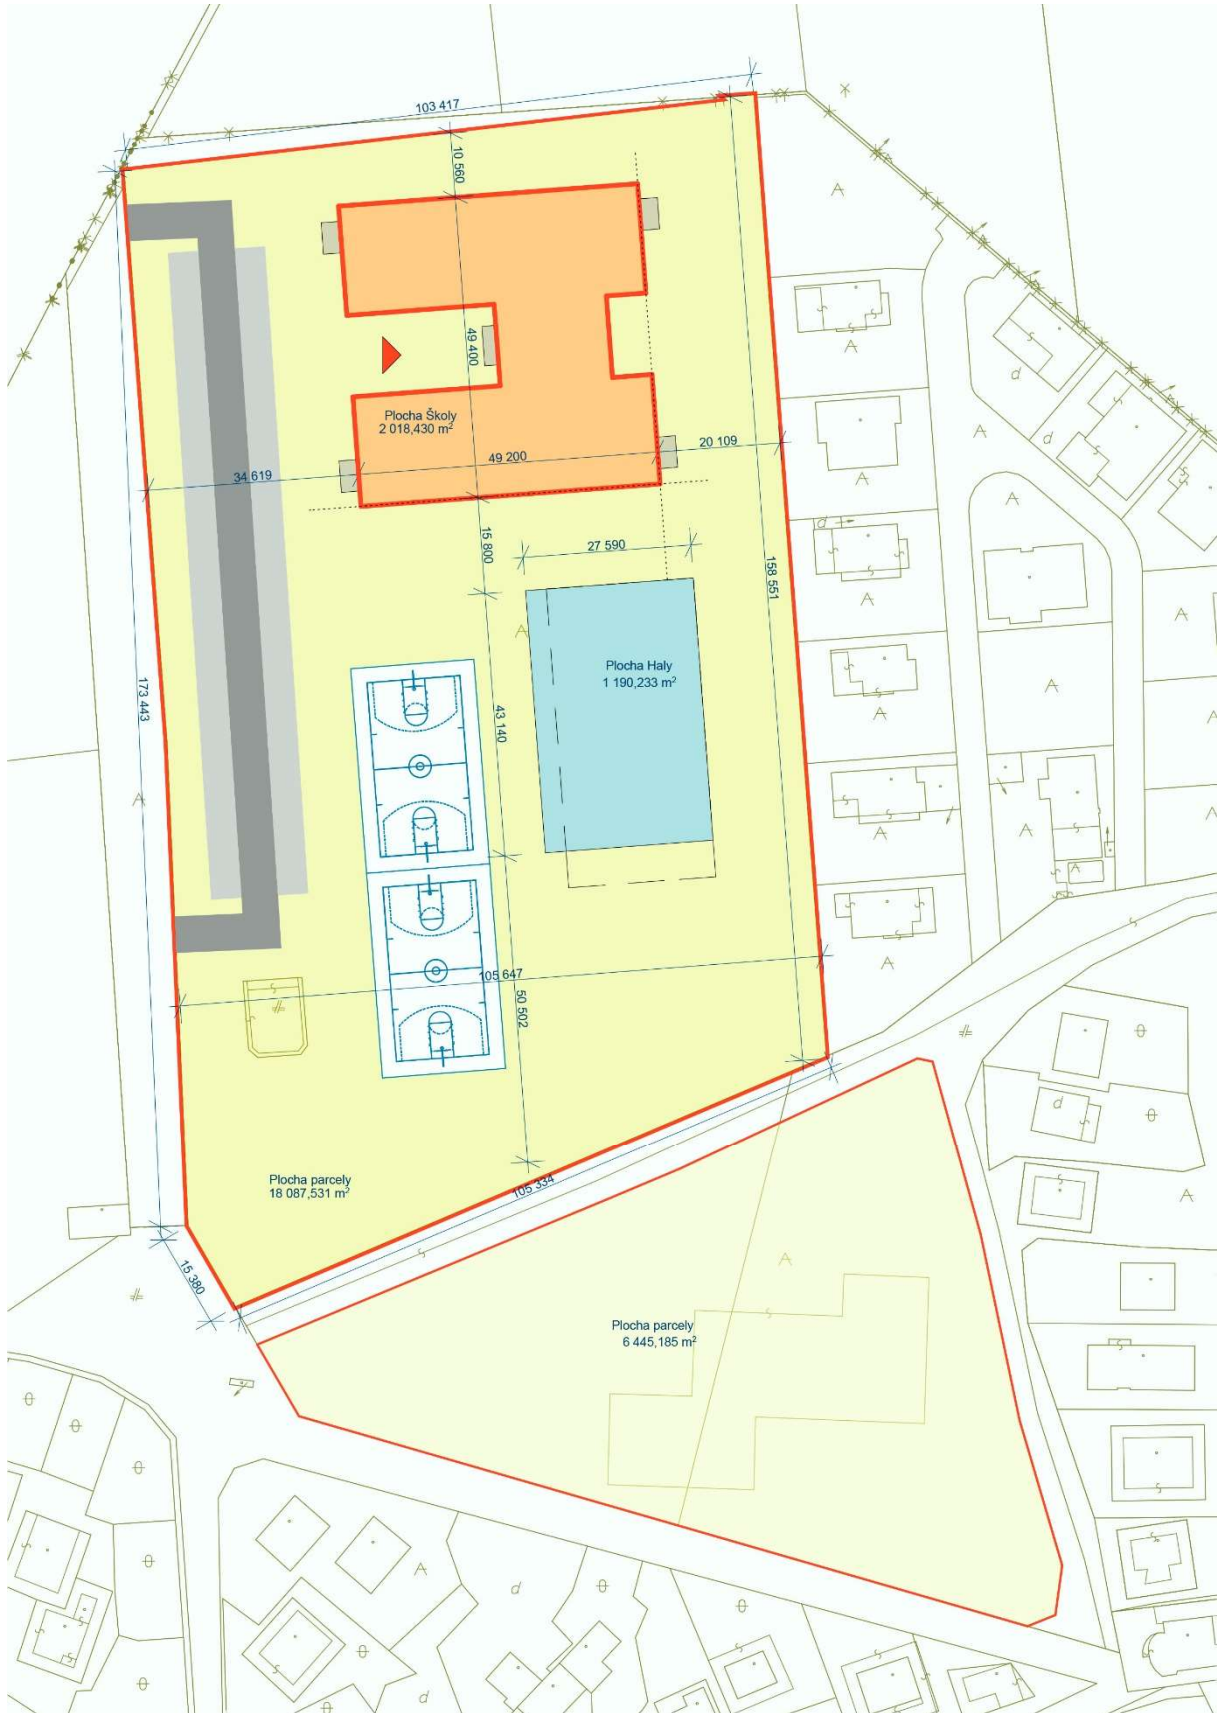 103 417
10 560
49 400
Plocha Školy
2 018,430 m²
20 109
49 200
34 619
15 800
27 590
158 551
Plocha Haly
1 190,233 m²
173 443
43 140
105 647
50 502
Plocha parcely
18 087,531 m²
105 334
15 380
Plocha parcely
6 445,185 m²